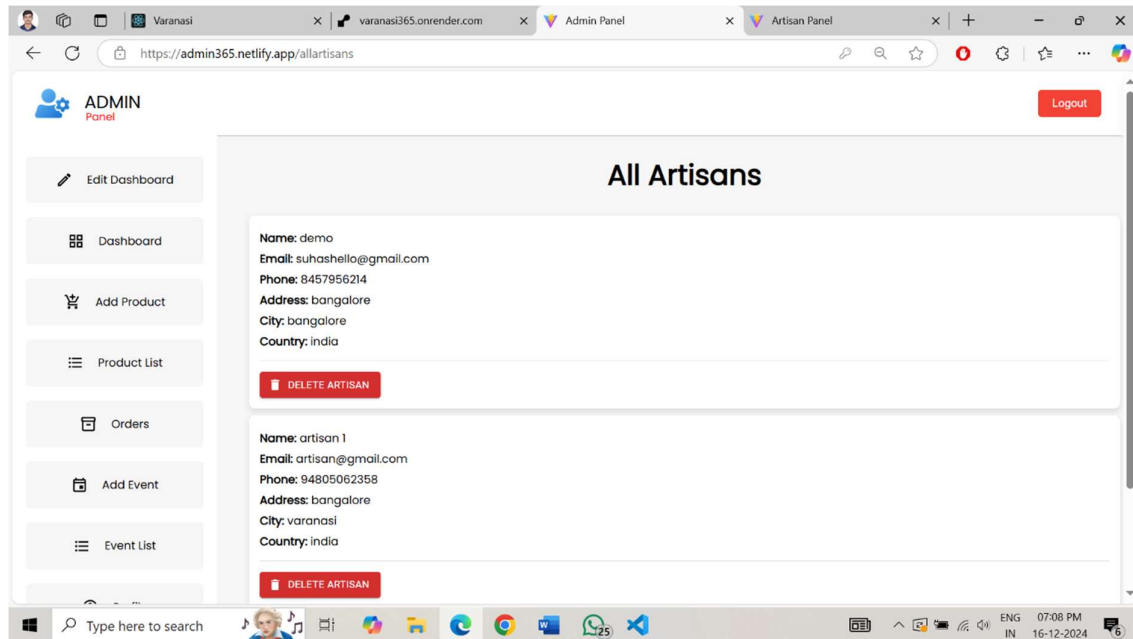 Varanasi
varanasi365.onrender.com
Admin Panel
Artisan Panel
https://admin365.netlify.app/allartisans
ADMIN
Panel
Logout
Edit Dashboard
Dashboard
Add Product
Product List
Orders
Add Event
Event List
All Artisans
Name: demo
Email: suhashello@gmail.com
Phone: 8457956214
Address: bangalore
City: bangalore
Country: india
DELETE ARTISAN
Name: artisan 1
Email: artisan@gmail.com
Phone: 94805062358
Address: bangalore
City: varanasi
Country: india
DELETE ARTISAN
Type here to search
25
ENG
IN
07:08 PM
16-12-2024
6